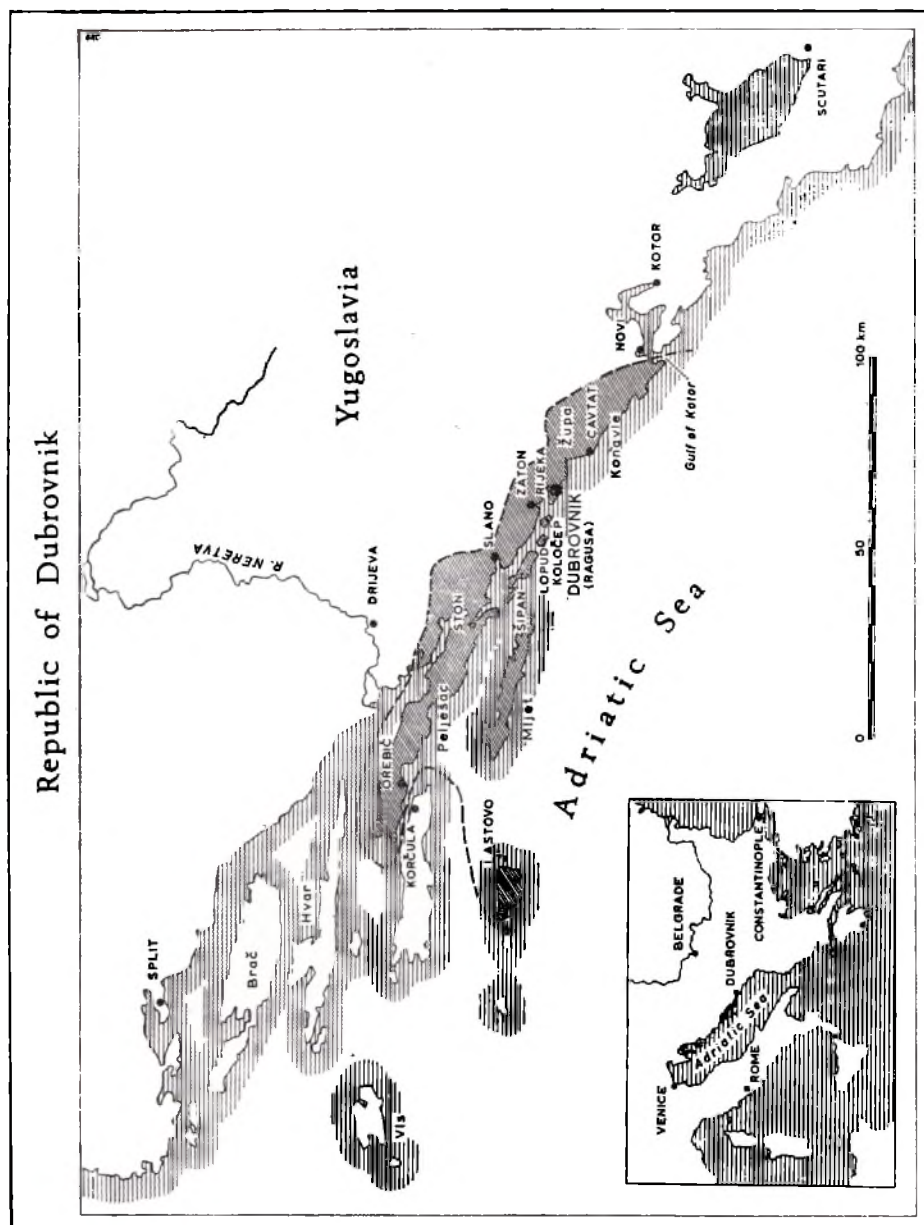 Republic of Dubrovnik
Yugoslavia
R. NERETVA
DRIJEVA
SPLIT
Brač
Hvar
Vis
KORČULA
OREBIĆ
Pelješac
STON
SLANO
ZATON
RIJEKA
Župa
CAVTAT
Konavle
NOVI
KOTOR
Gulf of Kotor
SCUTARI
LASTOVO
Mljet
ŠIPAN
LOPUD
KOLOČEP
DUBROVNIK
(RAGUSA)
Adriatic Sea
0 50 100 km
VENICE
ROME
Adriatic Sea
DUBROVNIK
BELGRADE
CONSTANTINOPLE